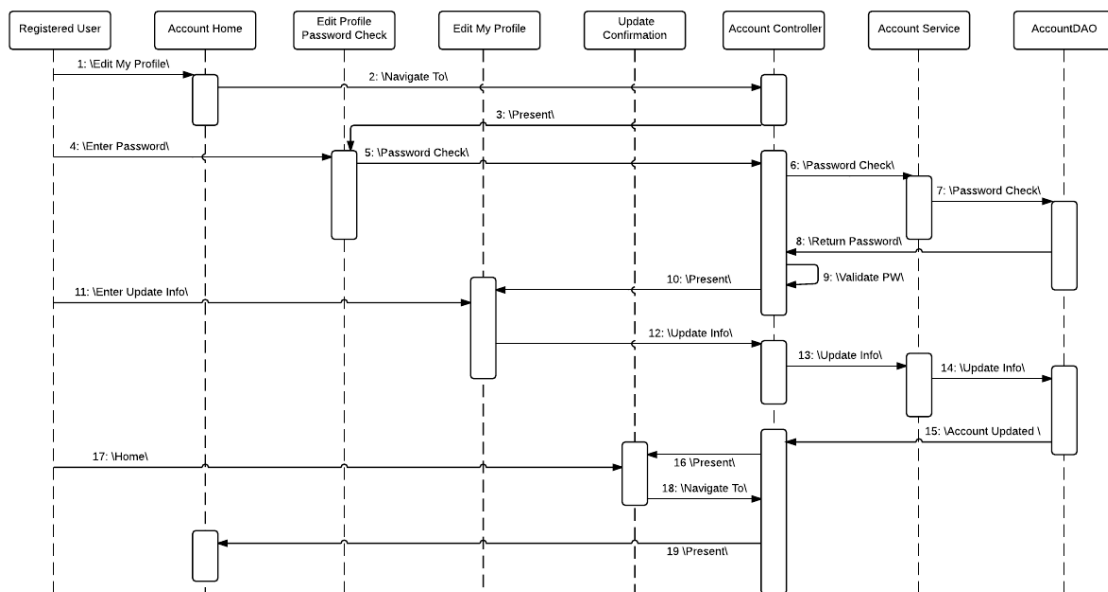 Registered User
Account Home
Edit Profile
Password Check
Edit My Profile
Update
Confirmation
Account Controller
Account Service
AccountDAO
1: \Edit My Profile\
2: \Navigate To\
3: \Present\
4: \Enter Password\
5: \Password Check\
6: \Password Check\
7: \Password Check\
8: \Return Password\
9: \Validate PW\
10: \Present\
11: \Enter Update Info\
12: \Update Info\
13: \Update Info\
14: \Update Info\
15: \Account Updated \
16 \Present\
17: \Home\
18: \Navigate To\
19 \Present\